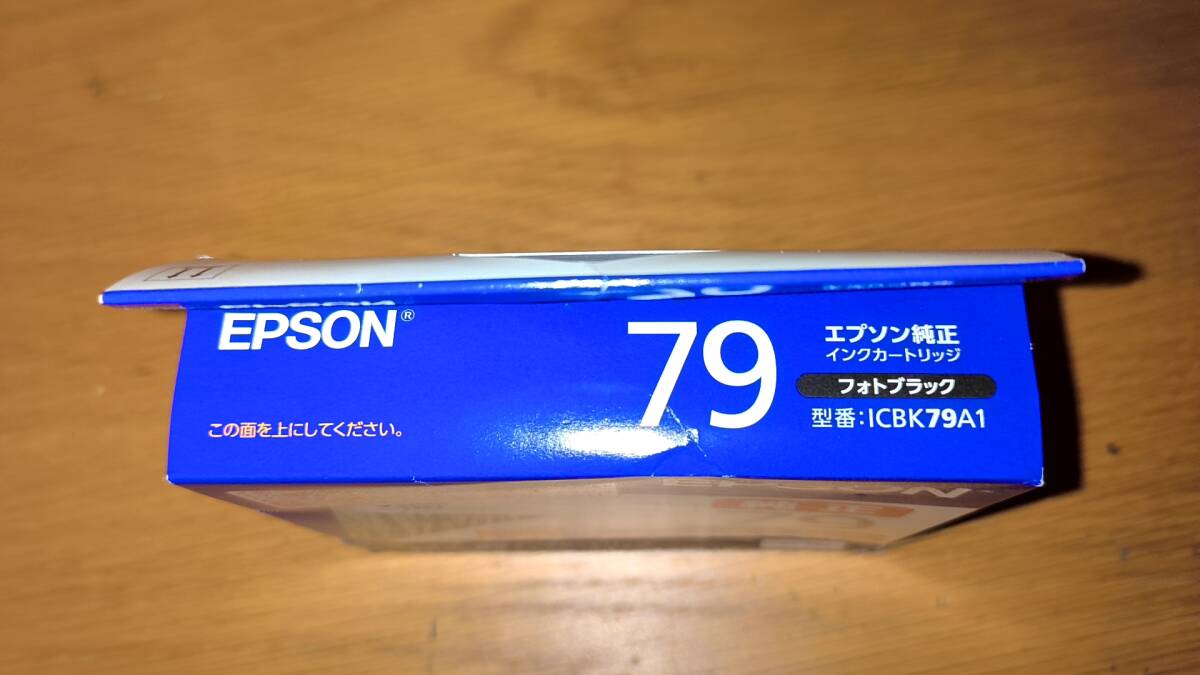 EPSON®
79
エプソン純正
インクカートリッジ
フォトブラック
型番:ICBK79A1
この面を上にしてください。
EPSON